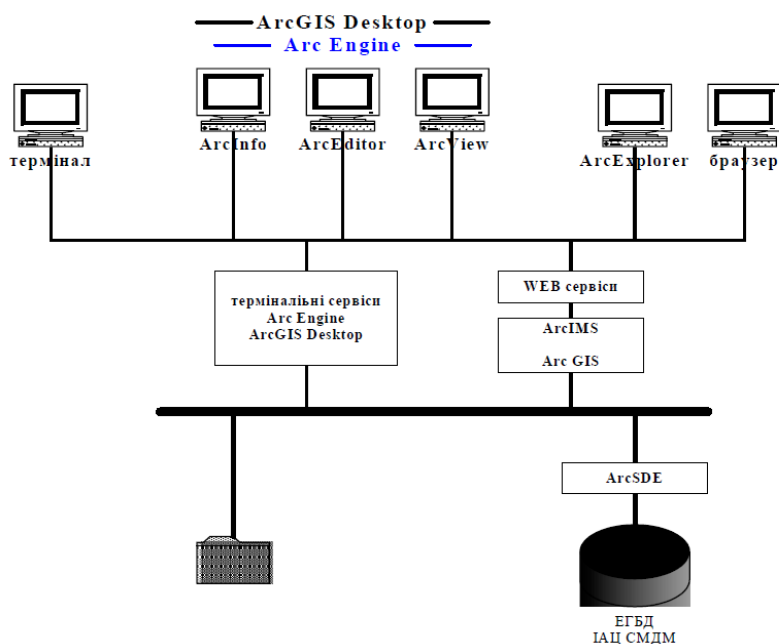 ArcGIS Desktop
Arc Engine
термінал
ArcInfo
ArcEditor
ArcView
ArcExplorer
браузер
термінальні сервіси
Arc Engine
ArcGIS Desktop
WEB сервіси
ArcIMS
Arc GIS
ArcSDE
ЕГБД
ІАЦ СМДМ